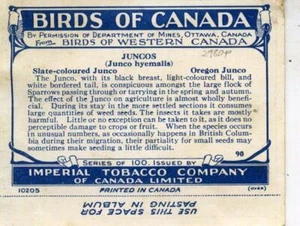 BIRDS OF CANADA
BY PERMISSION OF DEPARTMENT OF MINES, OTTAWA, CANADA
From BIRDS OF WESTERN CANADA
JUNCOS
(Junco hyemalis)
Slate-coloured Junco Oregon Junco
The Junco, with its black breast, light-coloured bill, and
white bordered tail, is conspicuous amongst the large flock of
Sparrows passing through or tarrying in the spring and autumn.
The effect of the Junco on agriculture is almost wholly benefi-
cial. During its stay in the more settled sections it consumes
large quantities of weed seeds. The insects it takes are mostly
harmful. Little or no exception can be taken to it, as it does no
perceptible damage to crops or fruit. When the species occurs
in unusual numbers, as occasionally happens in British Colum-
bia during their migration, their partiality for small seeds may
sometimes make seeding a little difficult.
90
SERIES OF 100. ISSUED BY
IMPERIAL TOBACCO COMPANY
OF CANADA LIMITED
10205 PRINTED IN CANADA (OVER)
USE THIS SPACE FOR
PASTING IN ALBUM